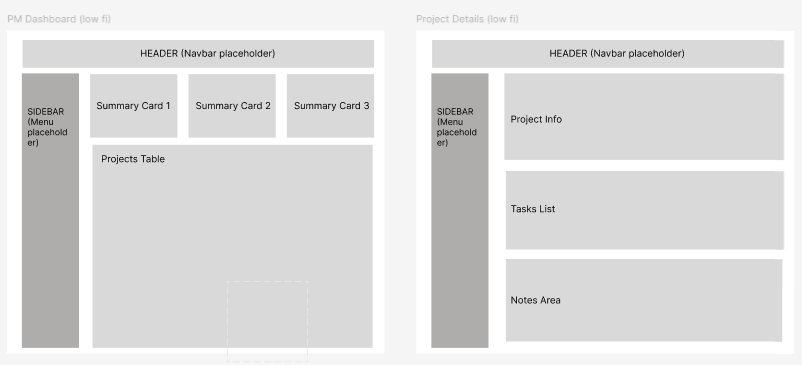 PM Dashboard (low fi)
HEADER (Navbar placeholder)
SIDEBAR
(Menu
placehold
er)
Summary Card 1
Summary Card 2
Summary Card 3
Projects Table
Project Details (low fi)
HEADER (Navbar placeholder)
SIDEBAR
(Menu
placehold
er)
Project Info
Tasks List
Notes Area